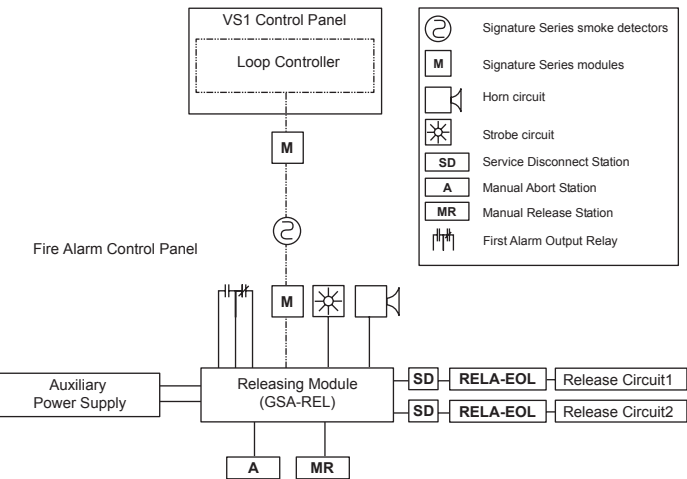 VS1 Control Panel
Loop Controller
M
Fire Alarm Control Panel
M
Auxiliary
Power Supply
Releasing Module
(GSA-REL)
SD
RELA-EOL
Release Circuit1
SD
RELA-EOL
Release Circuit2
A
MR
Signature Series smoke detectors
M
Signature Series modules
Horn circuit
Strobe circuit
SD
Service Disconnect Station
A
Manual Abort Station
MR
Manual Release Station
First Alarm Output Relay